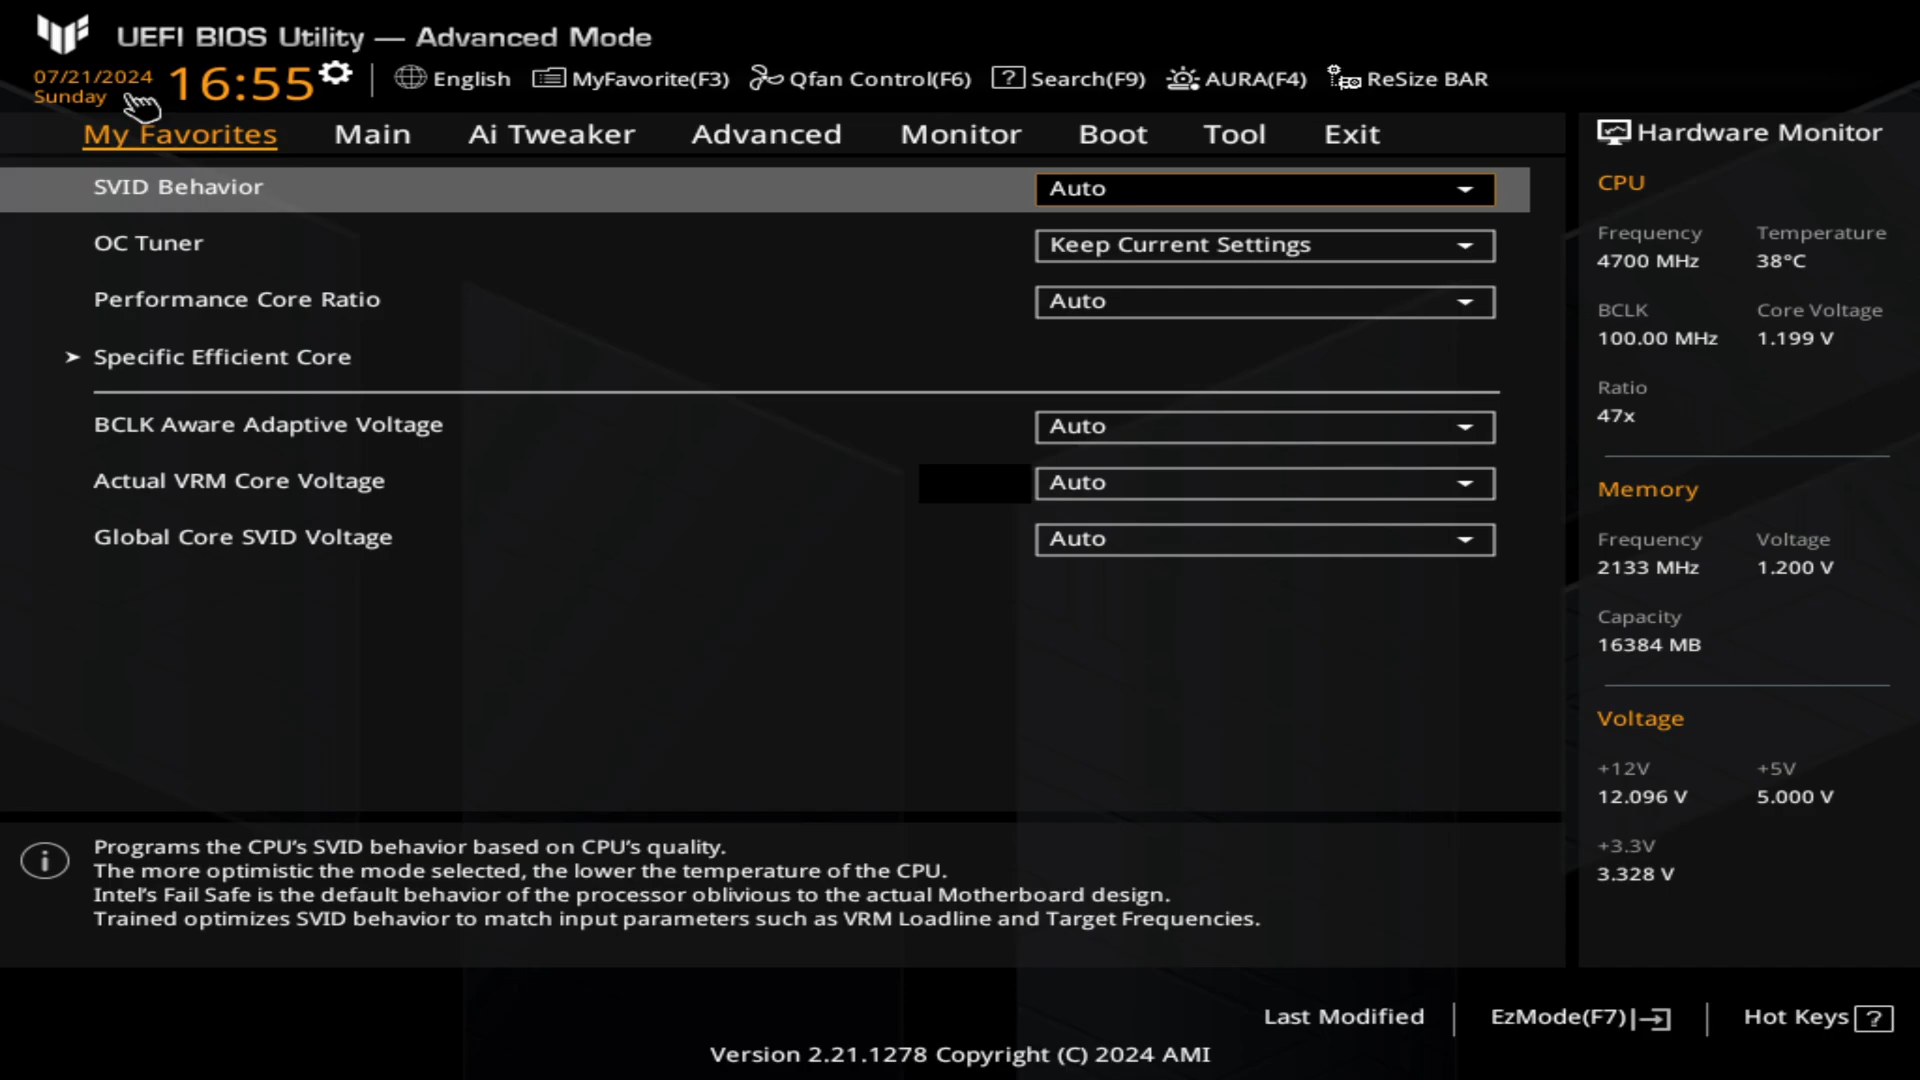 UEFI BIOS Utility — Advanced Mode
07/21/2024
Sunday
16:55
English
MyFavorite(F3)
Qfan Control(F6)
? Search(F9)
AURA(F4)
ReSize BAR
My Favorites
Main
Ai Tweaker
Advanced
Monitor
Boot
Tool
Exit
SVID Behavior
Auto
OC Tuner
Keep Current Settings
Performance Core Ratio
Auto
Specific Efficient Core
BCLK Aware Adaptive Voltage
Auto
Actual VRM Core Voltage
Auto
Global Core SVID Voltage
Auto
Hardware Monitor
CPU
Frequency Temperature
4700 MHz 38°C
BCLK Core Voltage
100.00 MHz 1.199 V
Ratio
47x
Memory
Frequency Voltage
2133 MHz 1.200 V
Capacity
16384 MB
Voltage
+12V +5V
12.096 V 5.000 V
+3.3V
3.328 V
i
Programs the CPU's SVID behavior based on CPU's quality.
The more optimistic the mode selected, the lower the temperature of the CPU.
Intel's Fail Safe is the default behavior of the processor oblivious to the actual Motherboard design.
Trained optimizes SVID behavior to match input parameters such as VRM Loadline and Target Frequencies.
Last Modified
EzMode(F7)
Hot Keys ?
Version 2.21.1278 Copyright (C) 2024 AMI